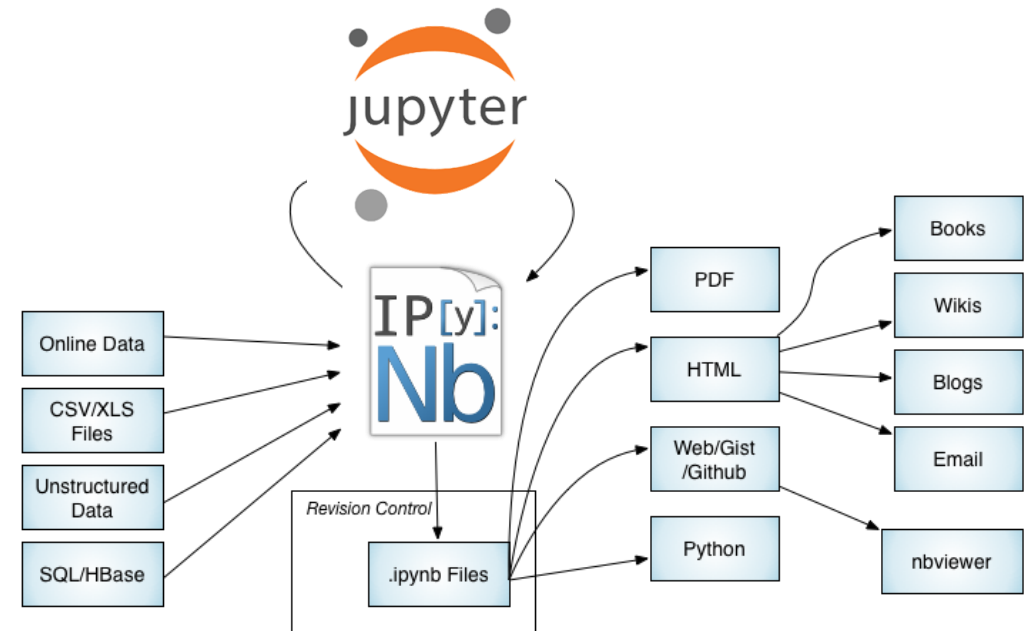 jupyter
IP[y]:
Nb
Online Data
CSV/XLS
Files
Unstructured
Data
SQL/HBase
Revision Control
.ipynb Files
PDF
HTML
Web/Gist
/Github
Python
Books
Wikis
Blogs
Email
nbviewer